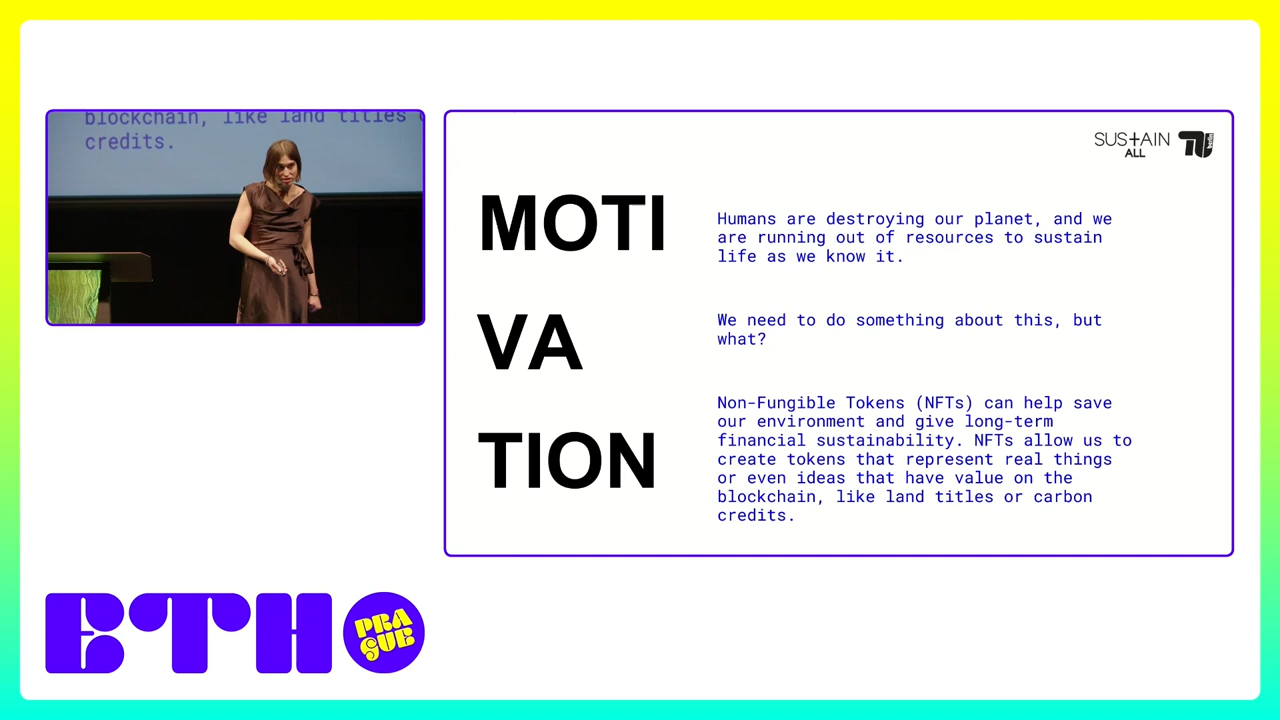 blockchain, like land titles
credits.
SUSTAIN
ALL
berlin
MOTI
VA
TION
Humans are destroying our planet, and we
are running out of resources to sustain
life as we know it.
We need to do something about this, but
what?
Non-Fungible Tokens (NFTs) can help save
our environment and give long-term
financial sustainability. NFTs allow us to
create tokens that represent real things
or even ideas that have value on the
blockchain, like land titles or carbon
credits.
ETH
PRA
GUE